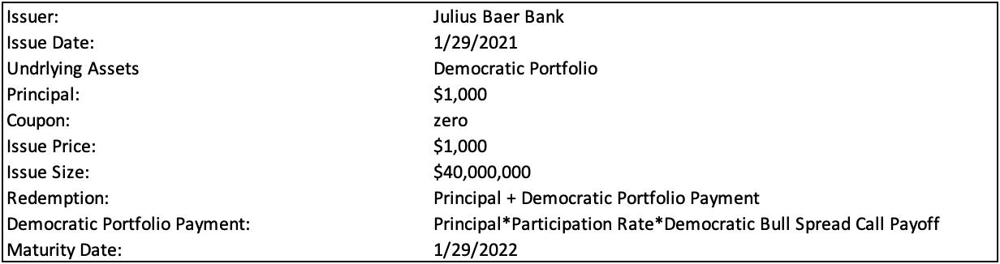 Issuer: Julius Baer Bank
Issue Date: 1/29/2021
Undrlying Assets Democratic Portfolio
Principal: $1,000
Coupon: zero
Issue Price: $1,000
Issue Size: $40,000,000
Redemption: Principal + Democratic Portfolio Payment
Democratic Portfolio Payment: Principal*Participation Rate*Democratic Bull Spread Call Payoff
Maturity Date: 1/29/2022